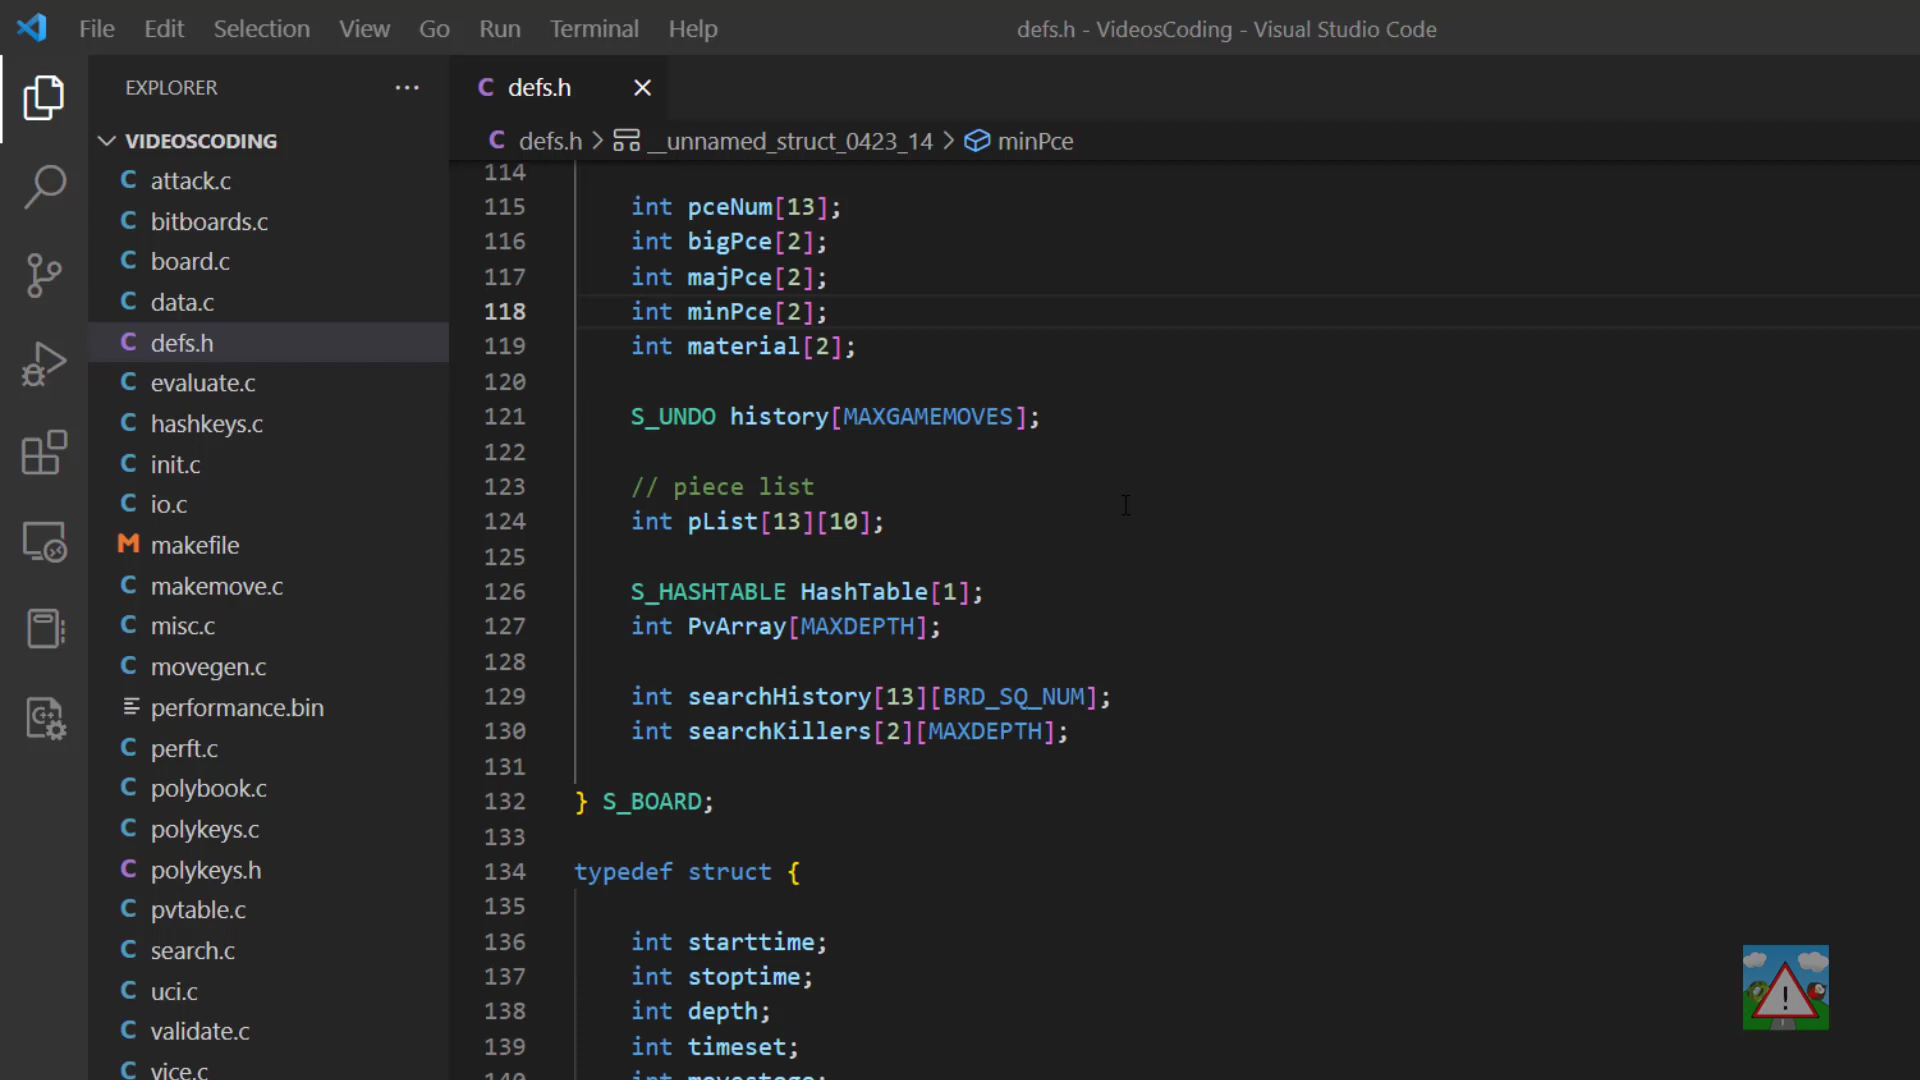 File Edit Selection View Go Run Terminal Help
defs.h - VideosCoding - Visual Studio Code
EXPLORER ···
VIDEOSCODING
C attack.c
C bitboards.c
C board.c
C data.c
C defs.h
C evaluate.c
C hashkeys.c
C init.c
C io.c
M makefile
C makemove.c
C misc.c
C movegen.c
performance.bin
C perft.c
C polybook.c
C polykeys.c
C polykeys.h
C pvtable.c
C search.c
C uci.c
C validate.c
C vice.c
C defs.h
C defs.h > __unnamed_struct_0423_14 > minPce
114
115 int pceNum[13];
116 int bigPce[2];
117 int majPce[2];
118 int minPce[2];
119 int material[2];
120
121 S_UNDO history[MAXGAMEMOVES];
122
123 // piece list
124 int pList[13][10];
125
126 S_HASHTABLE HashTable[1];
127 int PvArray[MAXDEPTH];
128
129 int searchHistory[13][BRD_SQ_NUM];
130 int searchKillers[2][MAXDEPTH];
131
132 } S_BOARD;
133
134 typedef struct {
135
136 int starttime;
137 int stoptime;
138 int depth;
139 int timeset;
140 int movestogo;
!